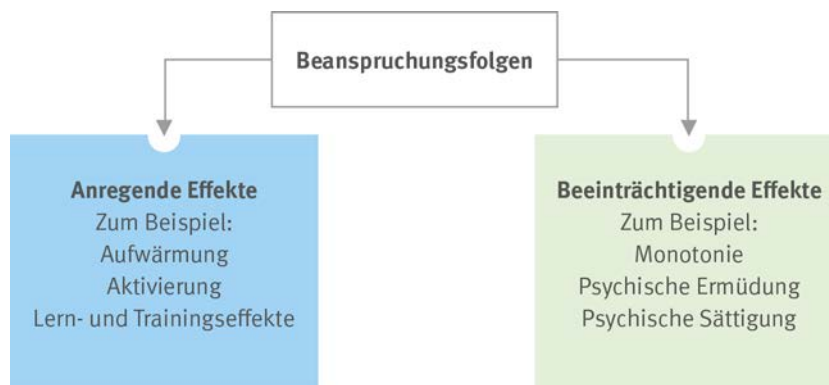 Beanspruchungsfolgen
Anregende Effekte
Zum Beispiel:
Aufwärmung
Aktivierung
Lern- und Trainingseffekte
Beeinträchtigende Effekte
Zum Beispiel:
Monotonie
Psychische Ermüdung
Psychische Sättigung